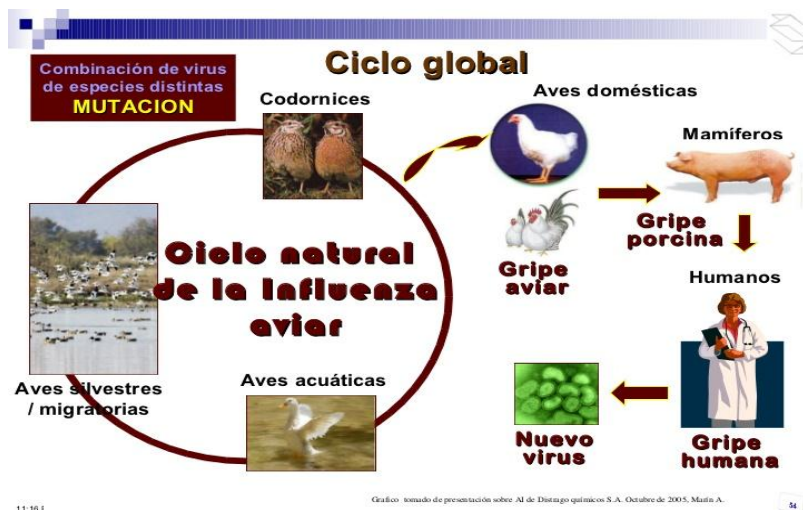 Ciclo global
Combinación de virus
de especies distintas
MUTACION
Codornices
Aves domésticas
Mamíferos
Gripe
porcina
Ciclo natural
de la Influenza
aviar
Gripe
aviar
Humanos
Aves silvestres
/ migratorias
Aves acuáticas
Nuevo
virus
Gripe
humana
Grafico tomado de presentación sobre AI de Distrago químicos S.A. Octubre de 2005, Marín A.
54